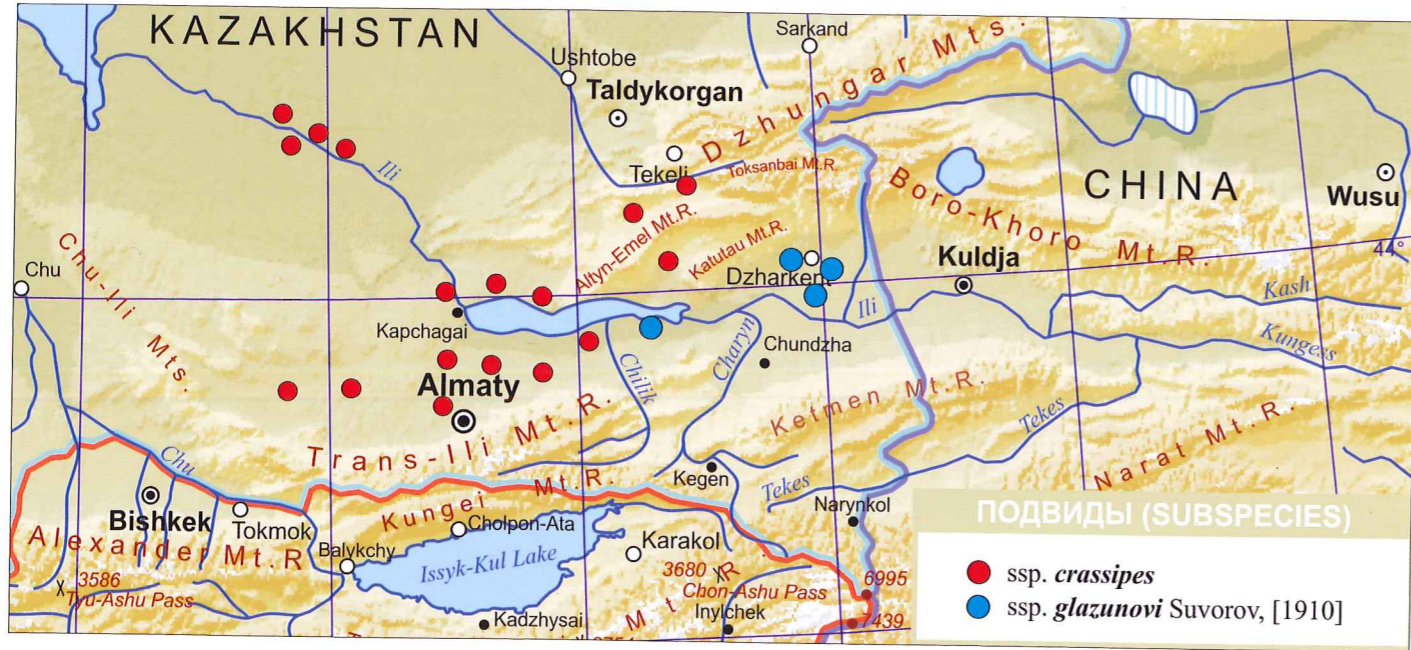 KAZAKHSTAN
Sarkand
Ushtobe
Taldykorgan
Dzhungar Mts.
Tekeli
Toksanbai Mt.R.
Ili
CHINA
Wusu
Boro-Khoro Mt.R.
Altyn-Emel Mt.R.
Katutau Mt.R.
Chu-Ili Mts.
Chu
Dzharkent
Kuldja
44°
Kapchagai
Ili
Kash
Kungess
Chilik
Charyn
Chundzha
Almaty
Ketmen Mt.R.
Tekes
Trans-Ili Mt.R.
Narat Mt.R.
Chu
Kegen
Tekes
Kungei Mt.R.
Narynkol
Bishkek
Tokmok
Cholpon-Ata
Alexander Mt.R
Balykchy
Issyk-Kul Lake
Karakol
3586
Tyu-Ashu Pass
3680
Chon-Ashu Pass
6995
Kadzhysai
Inylchek
7439
Mt R
ПОДВИДЫ (SUBSPECIES)
ssp. crassipes
ssp. glazunovi Suvorov, [1910]